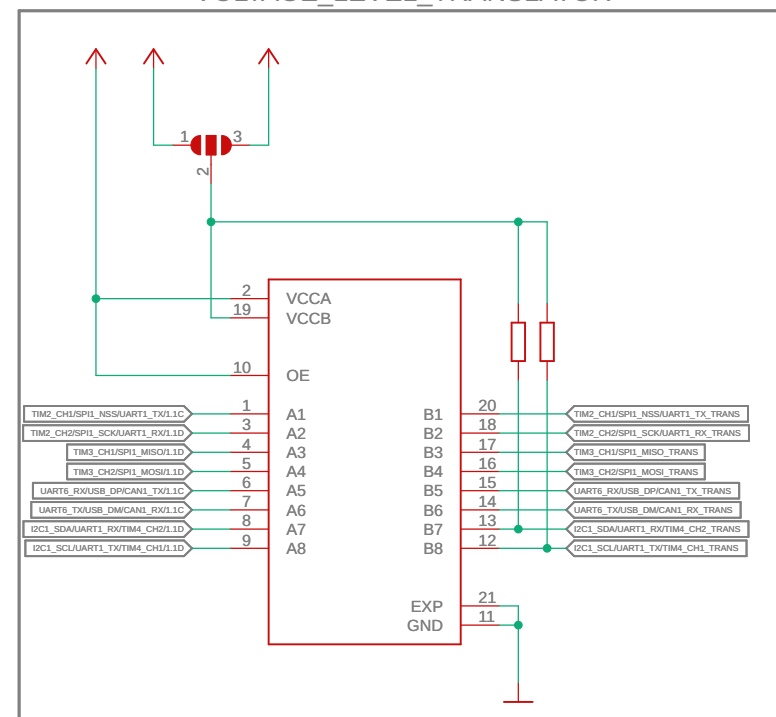 VOLTAGE_LEVEL_TRANSLATOR
1
3
2
2
VCCA
19
VCCB
10
OE
TIM2_CH1/SPI1_NSS/UART1_TX/1.1C
1
A1
B1
20
TIM2_CH1/SPI1_NSS/UART1_TX_TRANS
TIM2_CH2/SPI1_SCK/UART1_RX/1.1D
3
A2
B2
18
TIM2_CH2/SPI1_SCK/UART1_RX_TRANS
TIM3_CH1/SPI1_MISO/1.1D
4
A3
B3
17
TIM3_CH1/SPI1_MISO_TRANS
TIM3_CH2/SPI1_MOSI/1.1D
5
A4
B4
16
TIM3_CH2/SPI1_MOSI_TRANS
UART6_RX/USB_DP/CAN1_TX/1.1C
6
A5
B5
15
UART6_RX/USB_DP/CAN1_TX_TRANS
UART6_TX/USB_DM/CAN1_RX/1.1C
7
A6
B6
14
UART6_TX/USB_DM/CAN1_RX_TRANS
I2C1_SDA/UART1_RX/TIM4_CH2/1.1D
8
A7
B7
13
I2C1_SDA/UART1_RX/TIM4_CH2_TRANS
I2C1_SCL/UART1_TX/TIM4_CH1/1.1D
9
A8
B8
12
I2C1_SCL/UART1_TX/TIM4_CH1_TRANS
EXP
21
GND
11